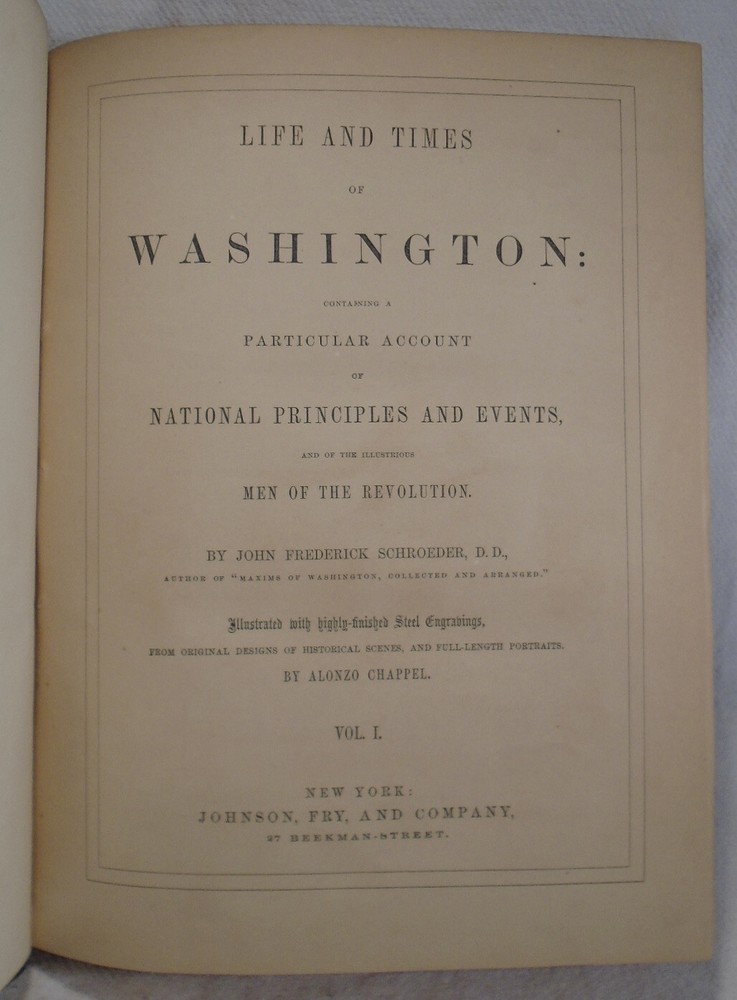 LIFE AND TIMES
OF
WASHINGTON:
CONTAINING A
PARTICULAR ACCOUNT
OF
NATIONAL PRINCIPLES AND EVENTS,
AND OF THE ILLUSTRIOUS
MEN OF THE REVOLUTION.
BY JOHN FREDERICK SCHROEDER, D.D.,
AUTHOR OF "MAXIMS OF WASHINGTON, COLLECTED AND ARRANGED."
Illustrated with highly-finished Steel Engravings,
FROM ORIGINAL DESIGNS OF HISTORICAL SCENES, AND FULL-LENGTH PORTRAITS.
BY ALONZO CHAPPEL.
VOL. I.
NEW YORK:
JOHNSON, FRY, AND COMPANY,
27 BEEKMAN-STREET.